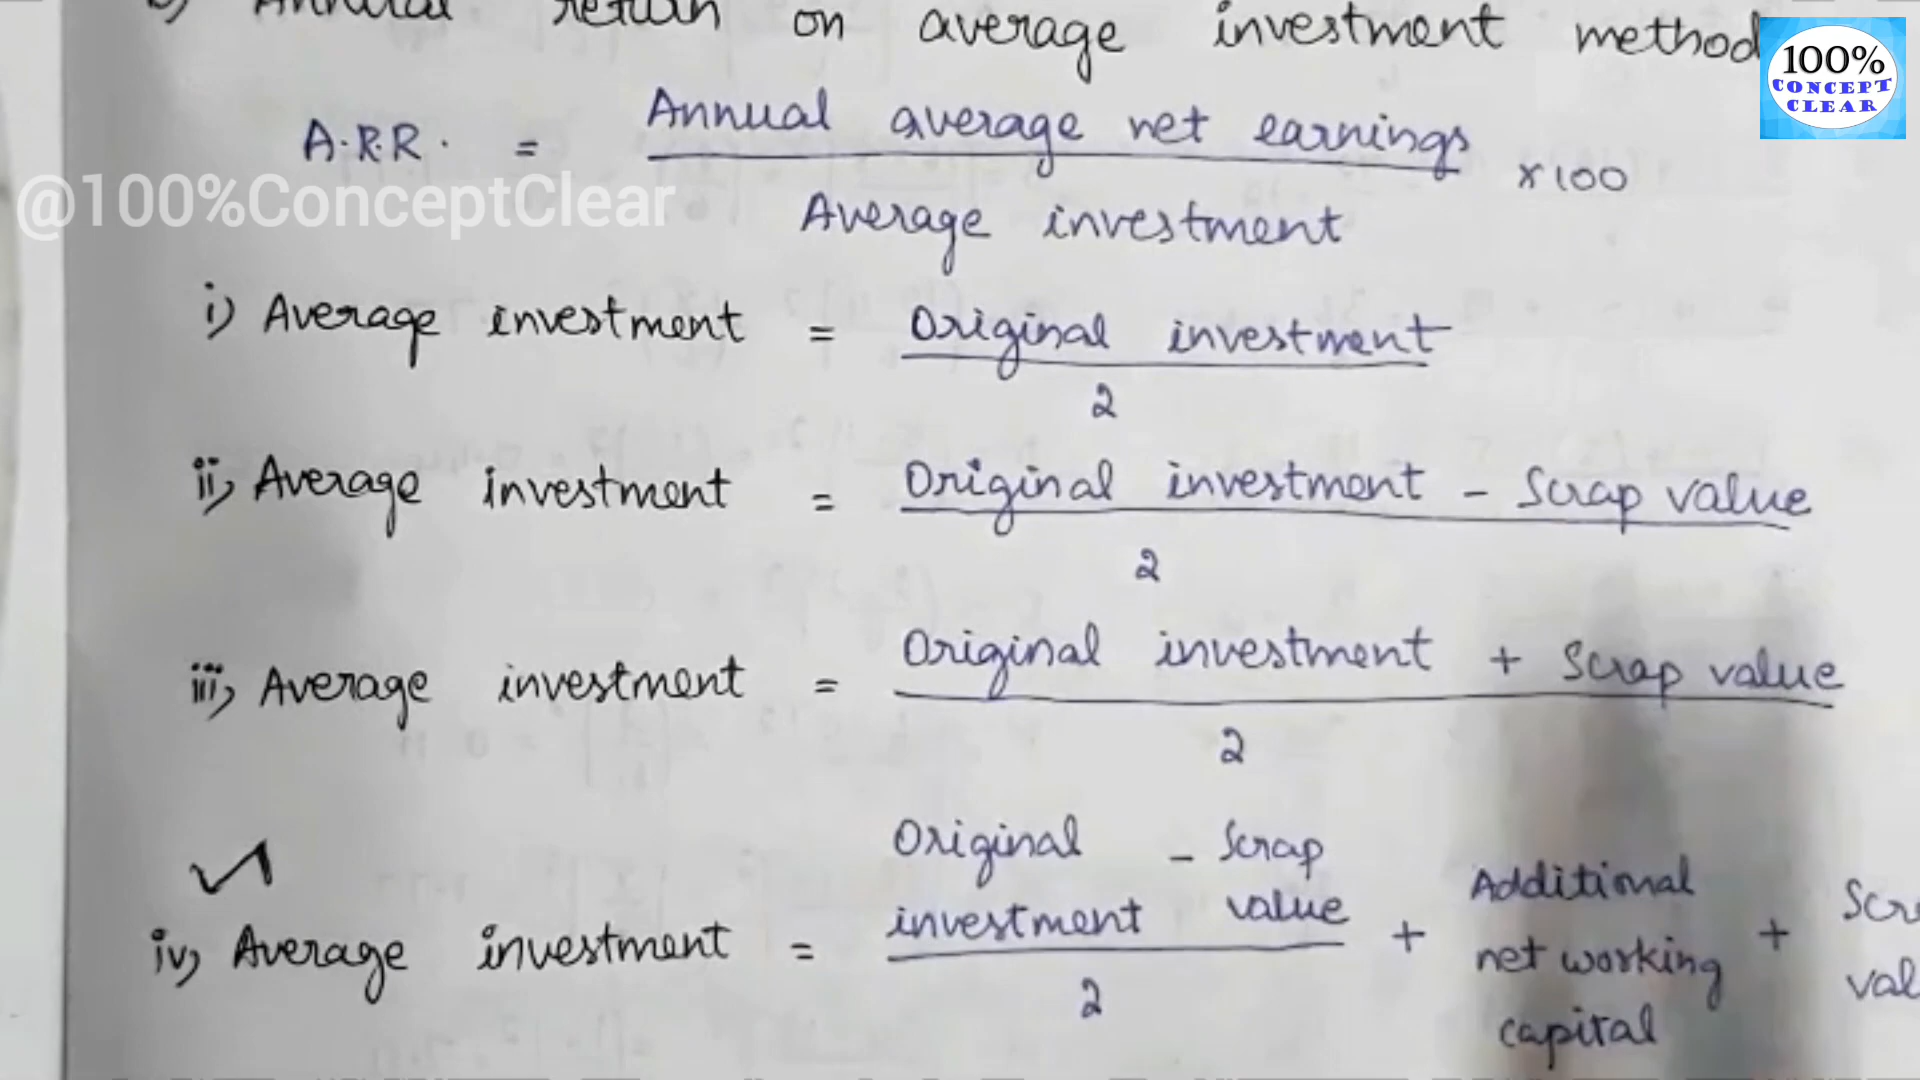 Annual return on average investment method
A.R.R. = Annual average net earnings × 100
Average investment
i) Average investment = Original investment
2
ii) Average investment = Original investment - Scrap value
2
iii) Average investment = Original investment + Scrap value
2
iv) Average investment = Original investment - Scrap value + Additional net working capital +
2
@100%ConceptClear
100%
CONCEPT
CLEAR